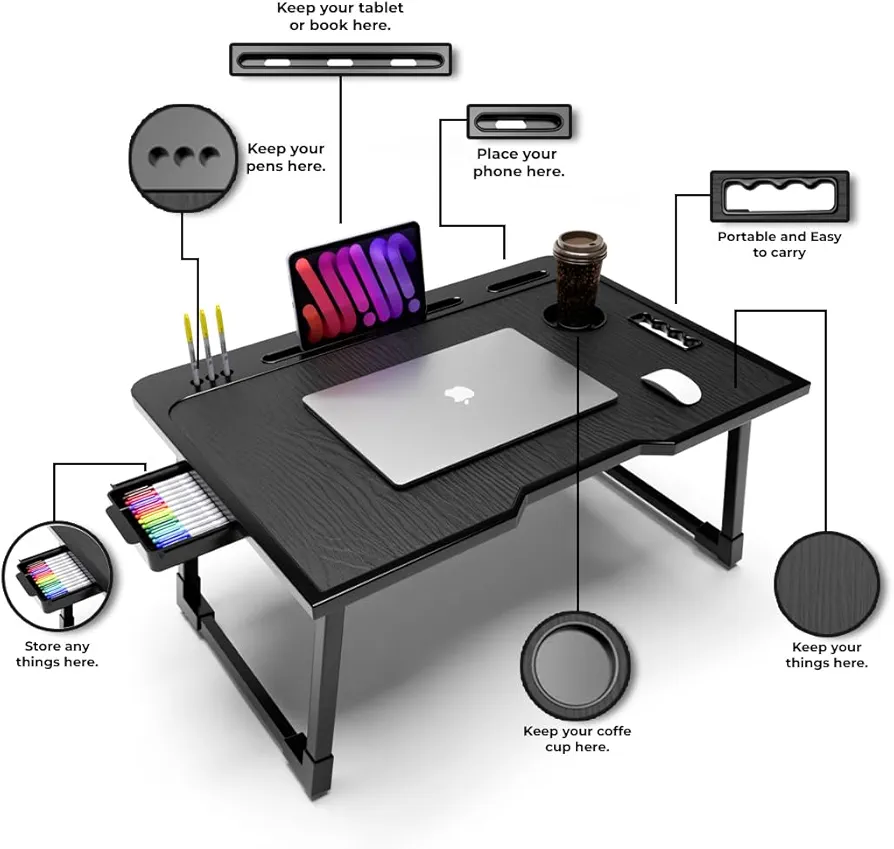 Keep your tablet
or book here.
Keep your
pens here.
Place your
phone here.
Portable and Easy
to carry
Store any
things here.
Keep your
things here.
Keep your coffe
cup here.